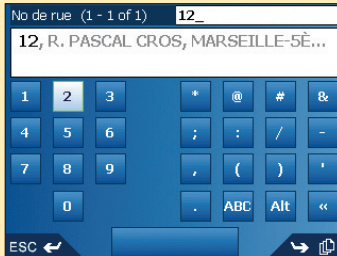 No de rue (1 - 1 of 1) 12_
12, R. PASCAL CROS, MARSEILLE-5È...
1 2 3 * @ # &
4 5 6 ; : / -
7 8 9 , ( ) '
0 . ABC Alt «
ESC